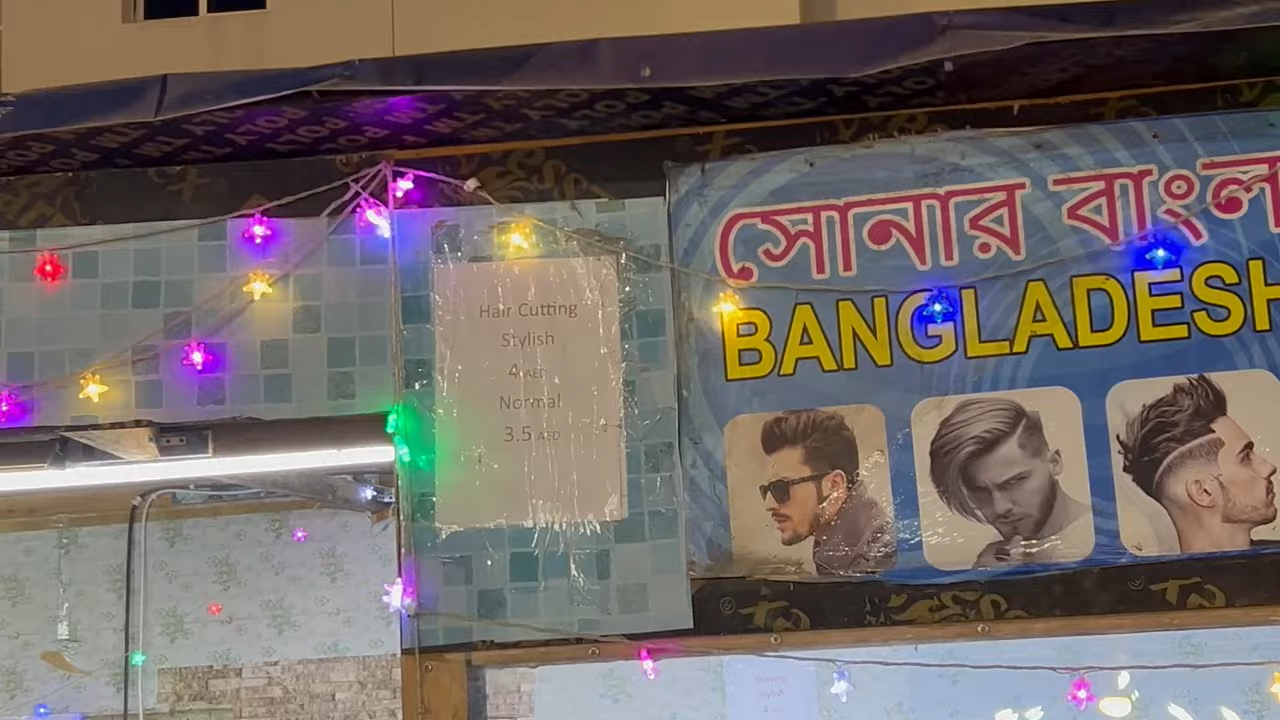 Hair Cutting
Stylish
4 AED
Normal
3.5 AED
সোনার বাংল
BANGLADESH